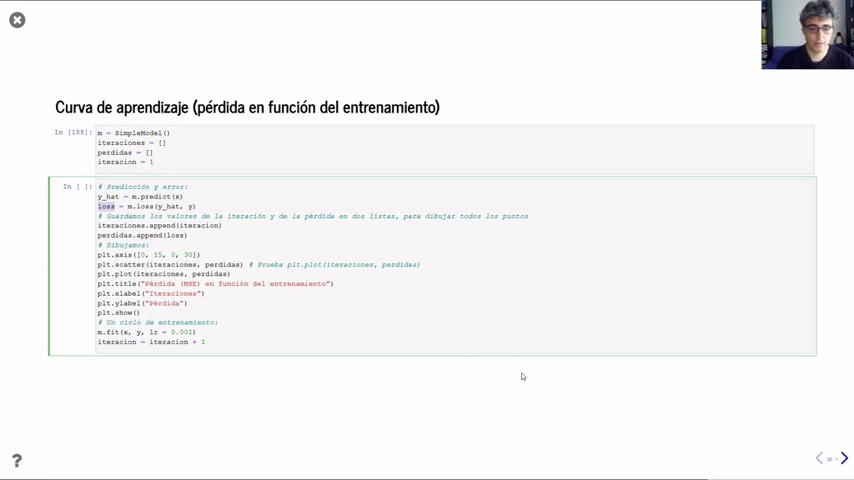 Curva de aprendizaje (pérdida en función del entrenamiento)
In [188]: m = SimpleModel()
iteraciones = []
perdidas = []
iteracion = 1
In [ ]: # Predicción y error:
y_hat = m.predict(x)
loss = m.loss(y_hat, y)
# Guardamos los valores de la iteración y de la pérdida en dos listas, para dibujar todos los puntos
iteraciones.append(iteracion)
perdidas.append(loss)
# Dibujamos:
plt.axis([0, 15, 0, 30])
plt.scatter(iteraciones, perdidas) # Prueba plt.plot(iteraciones, perdidas)
plt.plot(iteraciones, perdidas)
plt.title("Pérdida (MSE) en función del entrenamiento")
plt.xlabel("Iteraciones")
plt.ylabel("Pérdida")
plt.show()
# Un ciclo de entrenamiento:
m.fit(x, y, lr = 0.001)
iteracion = iteracion + 1
?